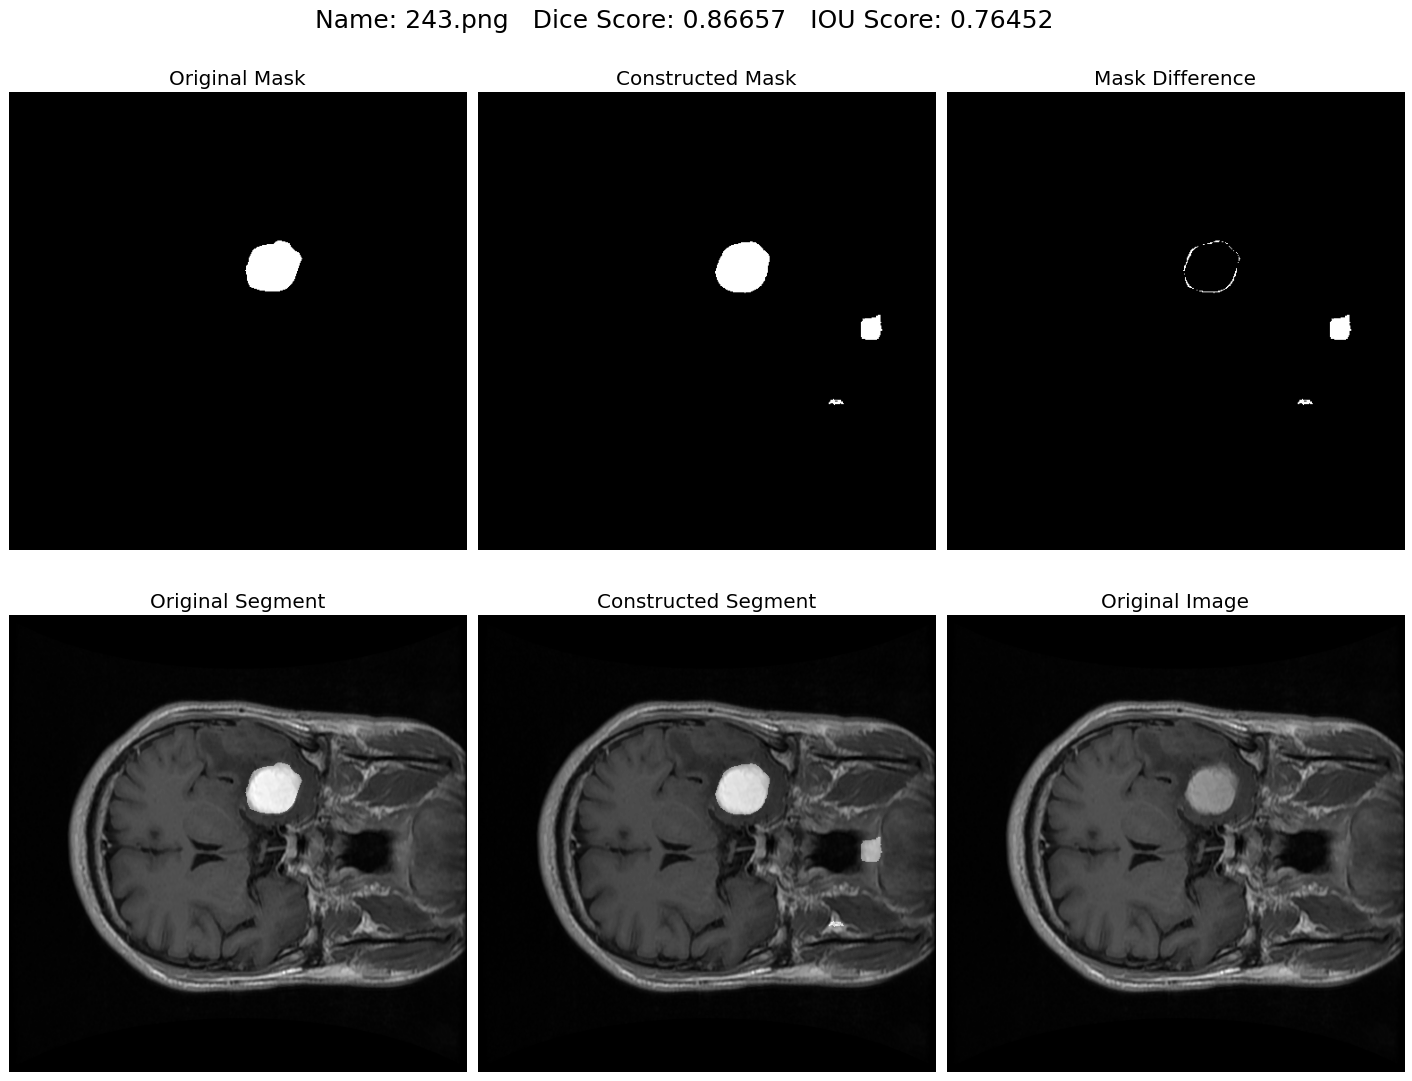 Name: 243.png   Dice Score: 0.86657   IOU Score: 0.76452
Original Mask
Constructed Mask
Mask Difference
Original Segment
Constructed Segment
Original Image